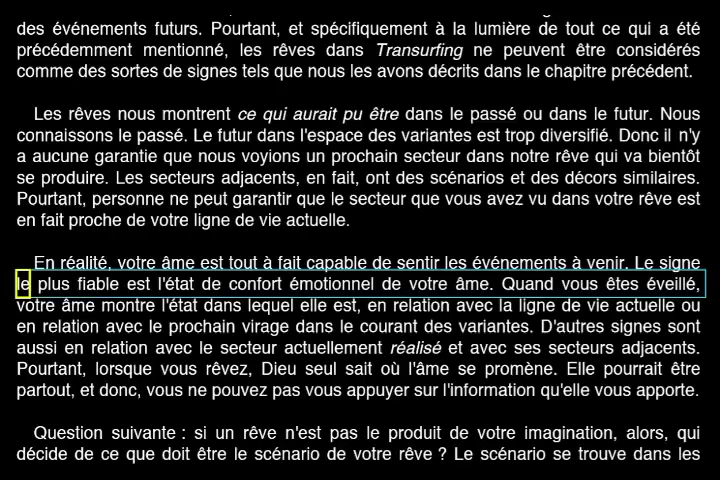 des événements futurs. Pourtant, et spécifiquement à la lumière de tout ce qui a été
précédemment mentionné, les rêves dans Transurfing ne peuvent être considérés
comme des sortes de signes tels que nous les avons décrits dans le chapitre précédent.
Les rêves nous montrent ce qui aurait pu être dans le passé ou dans le futur. Nous
connaissons le passé. Le futur dans l'espace des variantes est trop diversifié. Donc il n'y
a aucune garantie que nous voyions un prochain secteur dans notre rêve qui va bientôt
se produire. Les secteurs adjacents, en fait, ont des scénarios et des décors similaires.
Pourtant, personne ne peut garantir que le secteur que vous avez vu dans votre rêve est
en fait proche de votre ligne de vie actuelle.
En réalité, votre âme est tout à fait capable de sentir les événements à venir. Le signe
le plus fiable est l'état de confort émotionnel de votre âme. Quand vous êtes éveillé,
votre âme montre l'état dans lequel elle est, en relation avec la ligne de vie actuelle ou
en relation avec le prochain virage dans le courant des variantes. D'autres signes sont
aussi en relation avec le secteur actuellement réalisé et avec ses secteurs adjacents.
Pourtant, lorsque vous rêvez, Dieu seul sait où l'âme se promène. Elle pourrait être
partout, et donc, vous ne pouvez pas vous appuyer sur l'information qu'elle vous apporte.
Question suivante : si un rêve n'est pas le produit de votre imagination, alors, qui
décide de ce que doit être le scénario de votre rêve ? Le scénario se trouve dans les